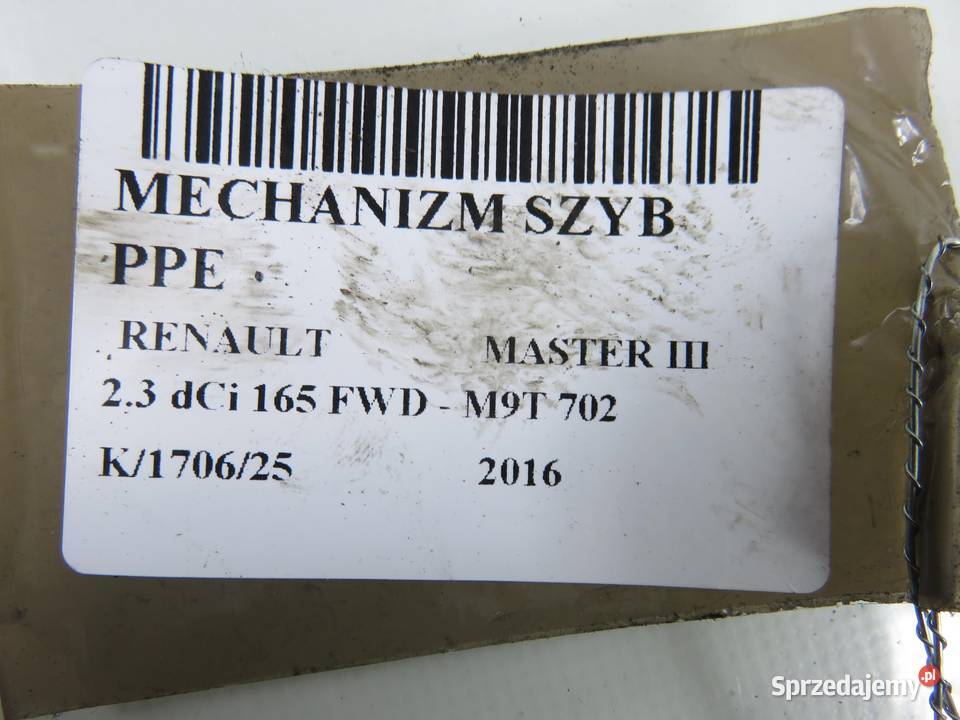 MECHANIZM SZYB
PPE
RENAULT MASTER III
2.3 dCi 165 FWD - M9T 702
K/1706/25 2016
Sprzedajemy.pl